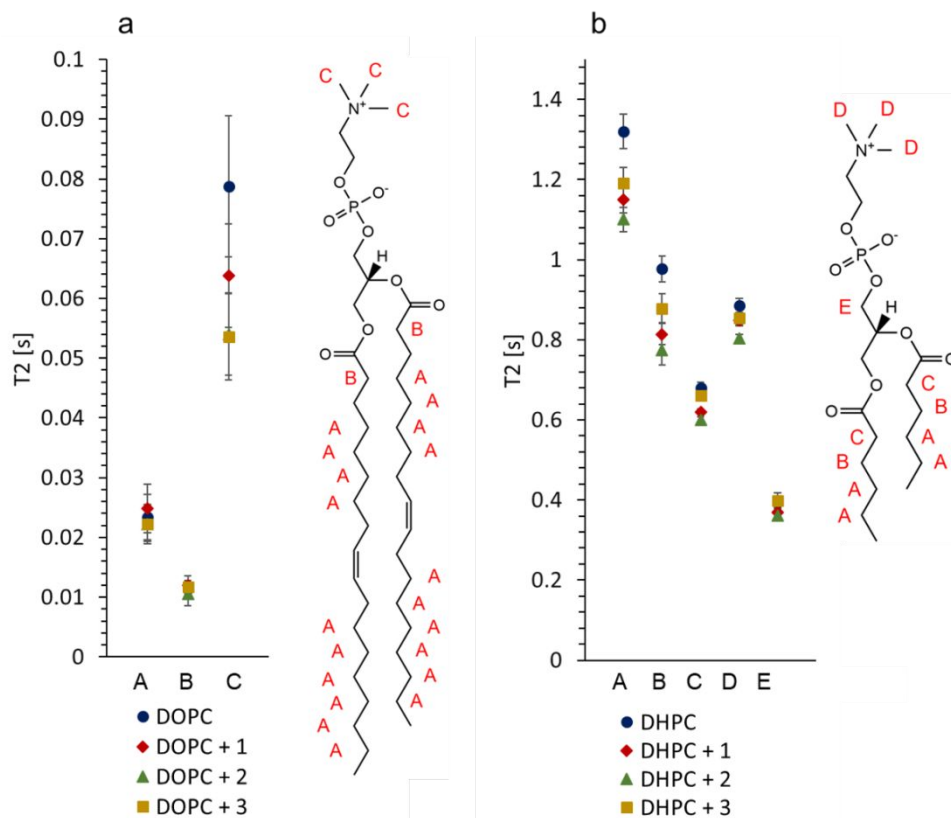 a
0.1
0.09
0.08
0.07
0.06
0.05
0.04
0.03
0.02
0.01
0
T2 [s]
A B C
DOPC
DOPC + 1
DOPC + 2
DOPC + 3
C C C
N+
O
P O-
O
O
H
O
O
O
O
B
B
A A
A A
A A
A A
A A
A A
A A
A A
A A
A A
b
1.4
1.2
1
0.8
0.6
0.4
0.2
0
T2 [s]
A B C D E
DHPC
DHPC + 1
DHPC + 2
DHPC + 3
D D
N+ D
O
O-
P
O
O
E H
O
O
O
O
C
B
C A
B A
A
A